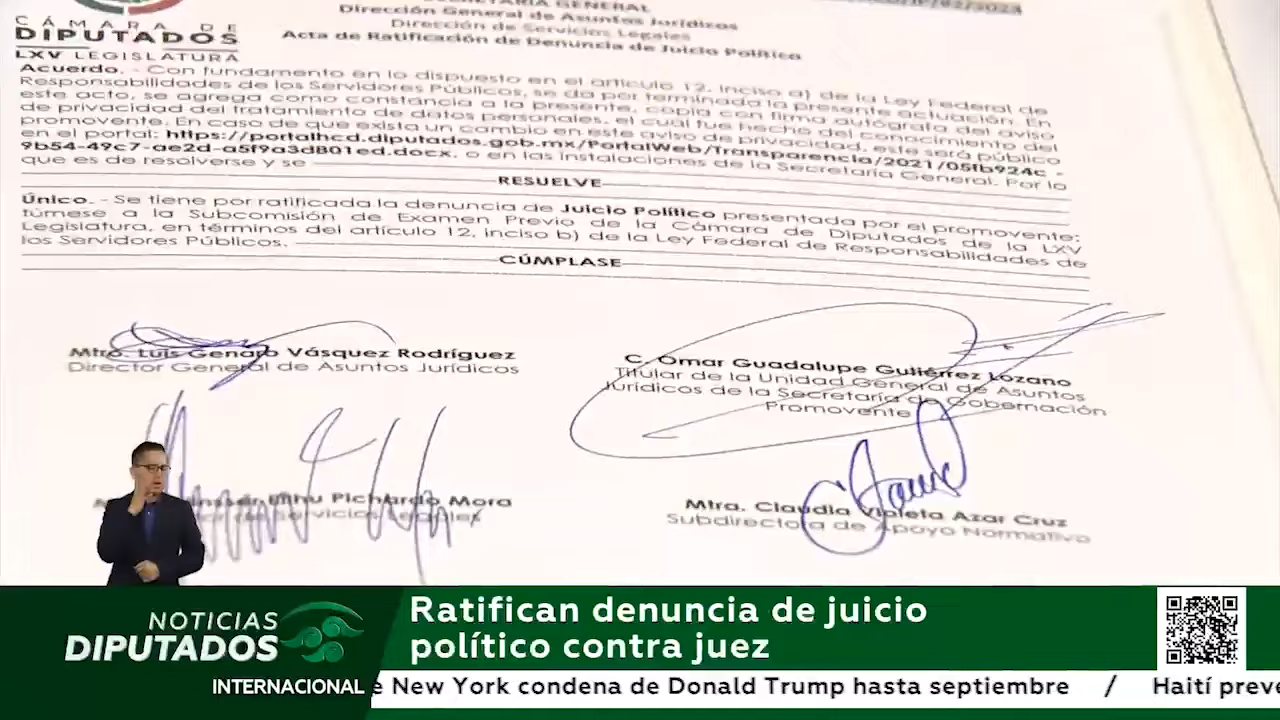 CÁMARA DE
DIPUTADOS
LXV LEGISLATURA
GENERAL
Dirección General de Asuntos Jurídicos
Dirección de Servicios Legales
Acta de Ratificación de Denuncia de Juicio Político
Acuerdo. - Con fundamento en lo dispuesto en el artículo 12, inciso a) de la Ley Federal de
Responsabilidades de los Servidores Públicos, se da por terminada la presente actuación. En
este acto, se agrega como constancia a la presente, copia con firma autógrafa del aviso
de privacidad del tratamiento de datos personales, el cual fue hecho del conocimiento del
promovente. En caso de que exista un cambio en este aviso de privacidad, este será público
en el portal: https://portalhcd.diputados.gob.mx/PortalWeb/Transparencia/2021/05fb924c -
9b54-49c7-ae2d-a5f9a3d801ed.docx, o en las instalaciones de la Secretaría General. Por lo
que es de resolverse y se
RESUELVE
Único. - Se tiene por ratificada la denuncia de Juicio Político presentada por el promovente;
túrnese a la Subcomisión de Examen Previo de la Cámara de Diputados de la LXV
Legislatura, en términos del artículo 12, inciso b) de la Ley Federal de Responsabilidades de
los Servidores Públicos.
CÚMPLASE
Mtro. Luis Genaro Vásquez Rodríguez
Director General de Asuntos Jurídicos
C. Omar Guadalupe Gutiérrez Lozano
Titular de la Unidad General de Asuntos
Jurídicos de la Secretaría de Gobernación
Promovente
Pichardo Mora
de Servicios Legales
Mtra. Claudia Violeta Azar Cruz
Subdirectora de Apoyo Normativo
NOTICIAS
DIPUTADOS
INTERNACIONAL
Ratifican denuncia de juicio
político contra juez
e New York condena de Donald Trump hasta septiembre / Haití preve